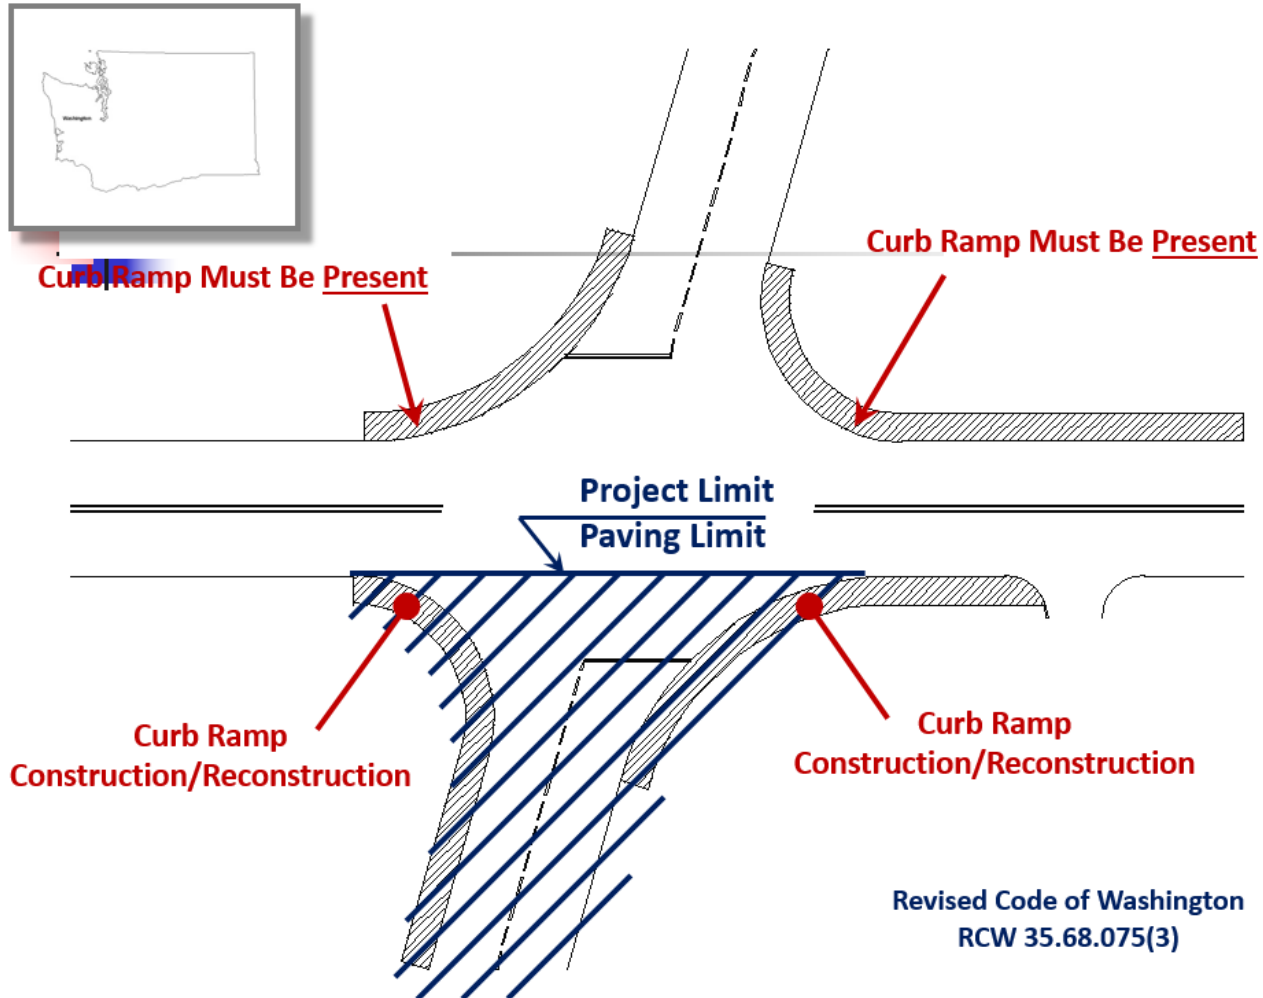 Washington
Curb Ramp Must Be Present
Curb Ramp Must Be Present
Project Limit
Paving Limit
Curb Ramp
Construction/Reconstruction
Curb Ramp
Construction/Reconstruction
Revised Code of Washington
RCW 35.68.075(3)